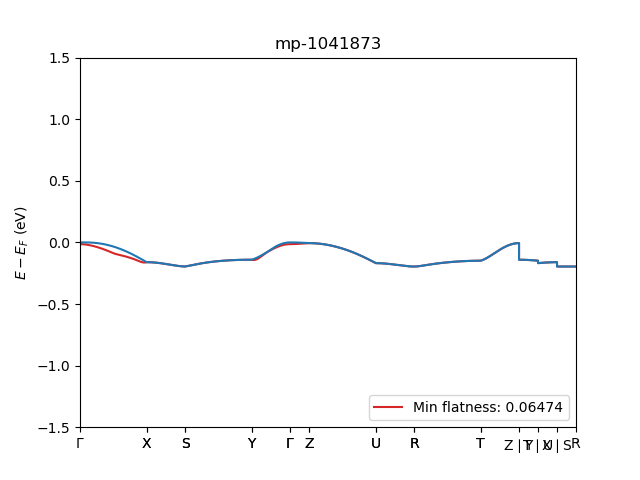 mp-1041873
1.5
1.0
0.5
0.0
−0.5
−1.0
−1.5
E − E_F (eV)
Min flatness: 0.06474
Γ X S Y Γ Z U R T Z|T Y|X U|S R